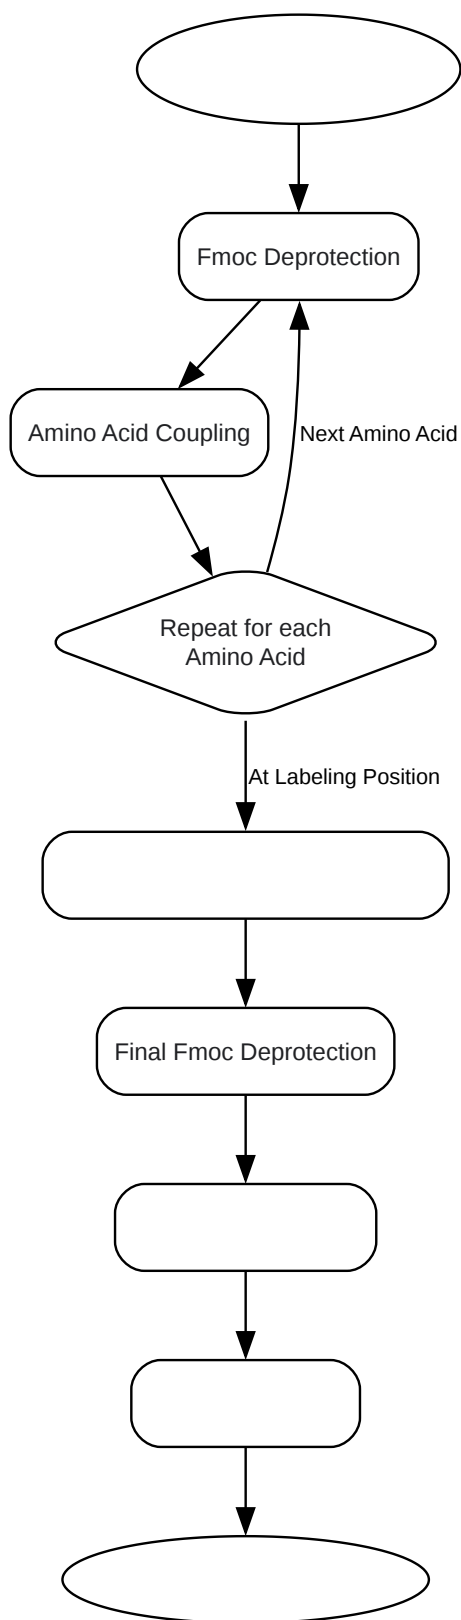 Fmoc Deprotection
Amino Acid Coupling
Next Amino Acid
Repeat for each
Amino Acid
At Labeling Position
Final Fmoc Deprotection